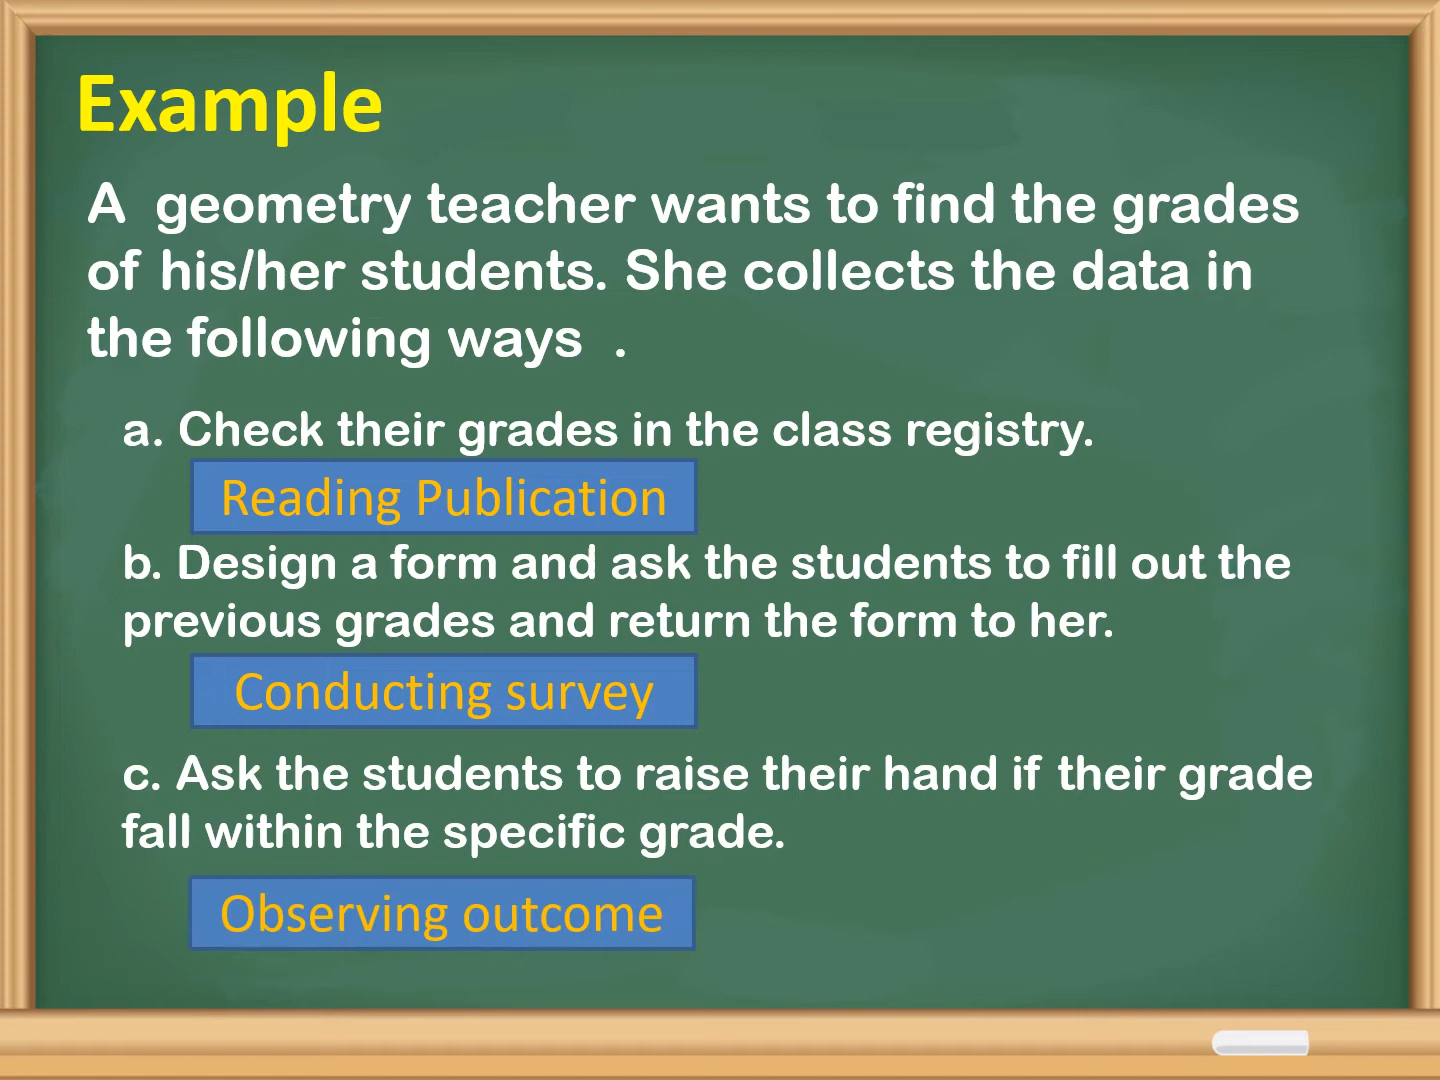 Example
A geometry teacher wants to find the grades
of his/her students. She collects the data in
the following ways .
a. Check their grades in the class registry.
Reading Publication
b. Design a form and ask the students to fill out the
previous grades and return the form to her.
Conducting survey
c. Ask the students to raise their hand if their grade
fall within the specific grade.
Observing outcome